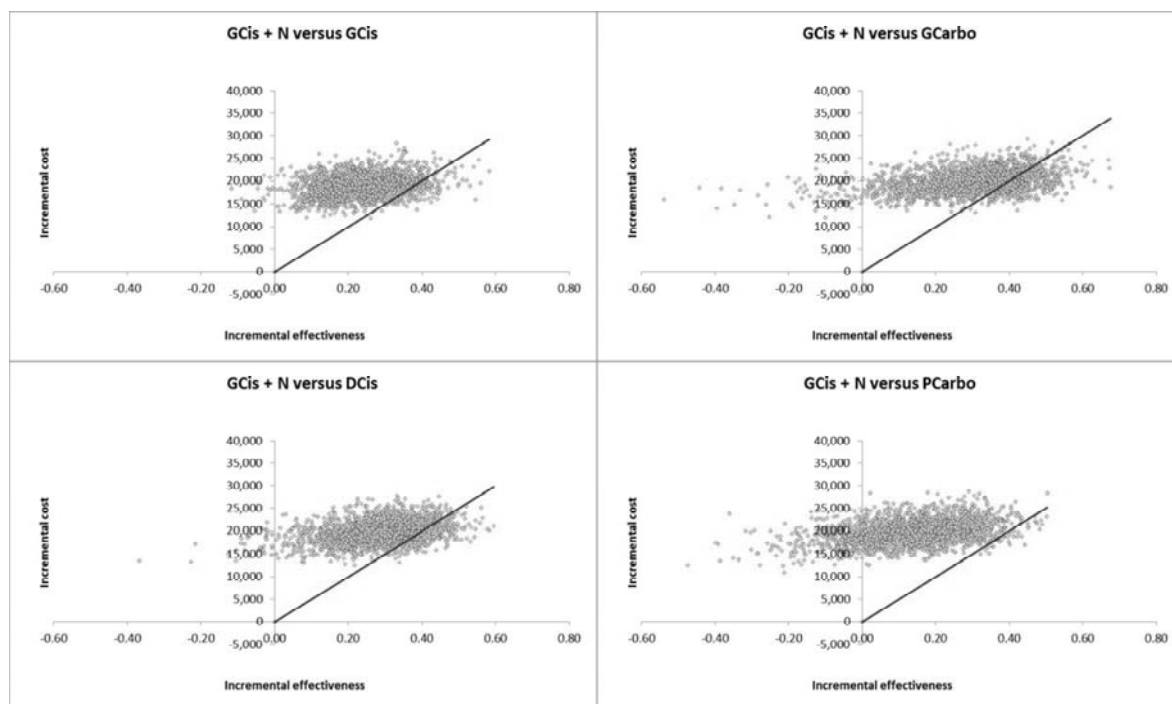 GCis + N versus GCis
40,000
35,000
30,000
25,000
20,000
15,000
10,000
5,000
0
-5,000
Incremental cost
-0.60 -0.40 -0.20 0.00 0.20 0.40 0.60 0.80
Incremental effectiveness
GCis + N versus GCarbo
40,000
35,000
30,000
25,000
20,000
15,000
10,000
5,000
0
-5,000
Incremental cost
-0.60 -0.40 -0.20 0.00 0.20 0.40 0.60 0.80
Incremental effectiveness
GCis + N versus DCis
40,000
35,000
30,000
25,000
20,000
15,000
10,000
5,000
0
-5,000
Incremental cost
-0.60 -0.40 -0.20 0.00 0.20 0.40 0.60 0.80
Incremental effectiveness
GCis + N versus PCarbo
40,000
35,000
30,000
25,000
20,000
15,000
10,000
5,000
0
-5,000
Incremental cost
-0.60 -0.40 -0.20 0.00 0.20 0.40 0.60 0.80
Incremental effectiveness